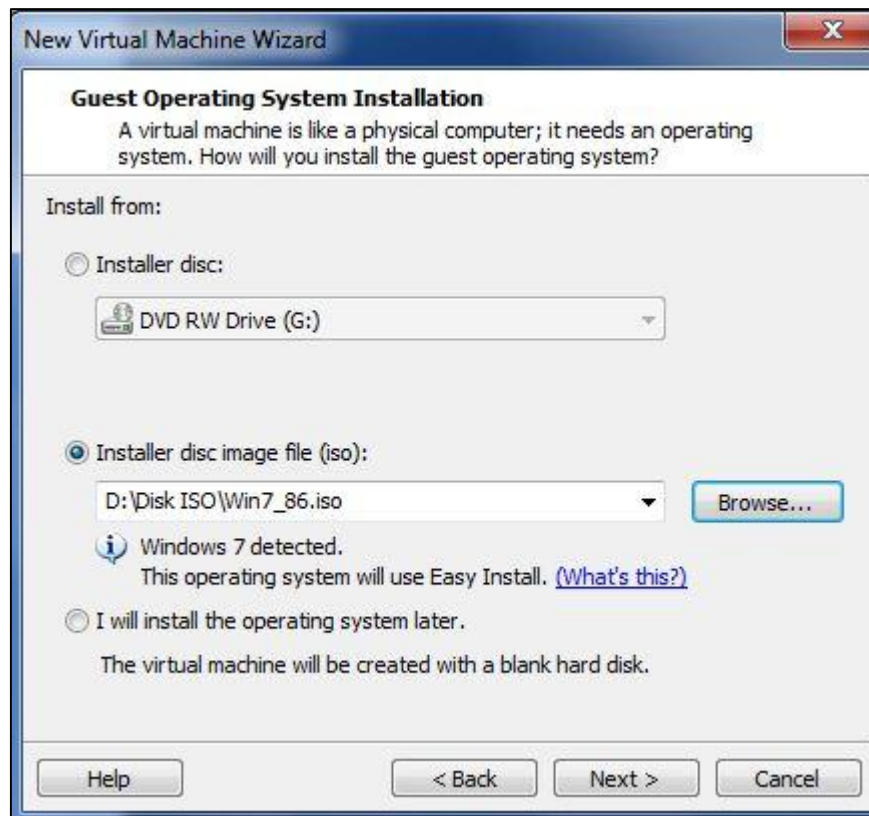 New Virtual Machine Wizard
Guest Operating System Installation
A virtual machine is like a physical computer; it needs an operating
system. How will you install the guest operating system?
Install from:
Installer disc:
DVD RW Drive (G:)
Installer disc image file (iso):
D:\Disk ISO\Win7_86.iso
Browse...
Windows 7 detected.
This operating system will use Easy Install. (What's this?)
I will install the operating system later.
The virtual machine will be created with a blank hard disk.
Help < Back Next > Cancel